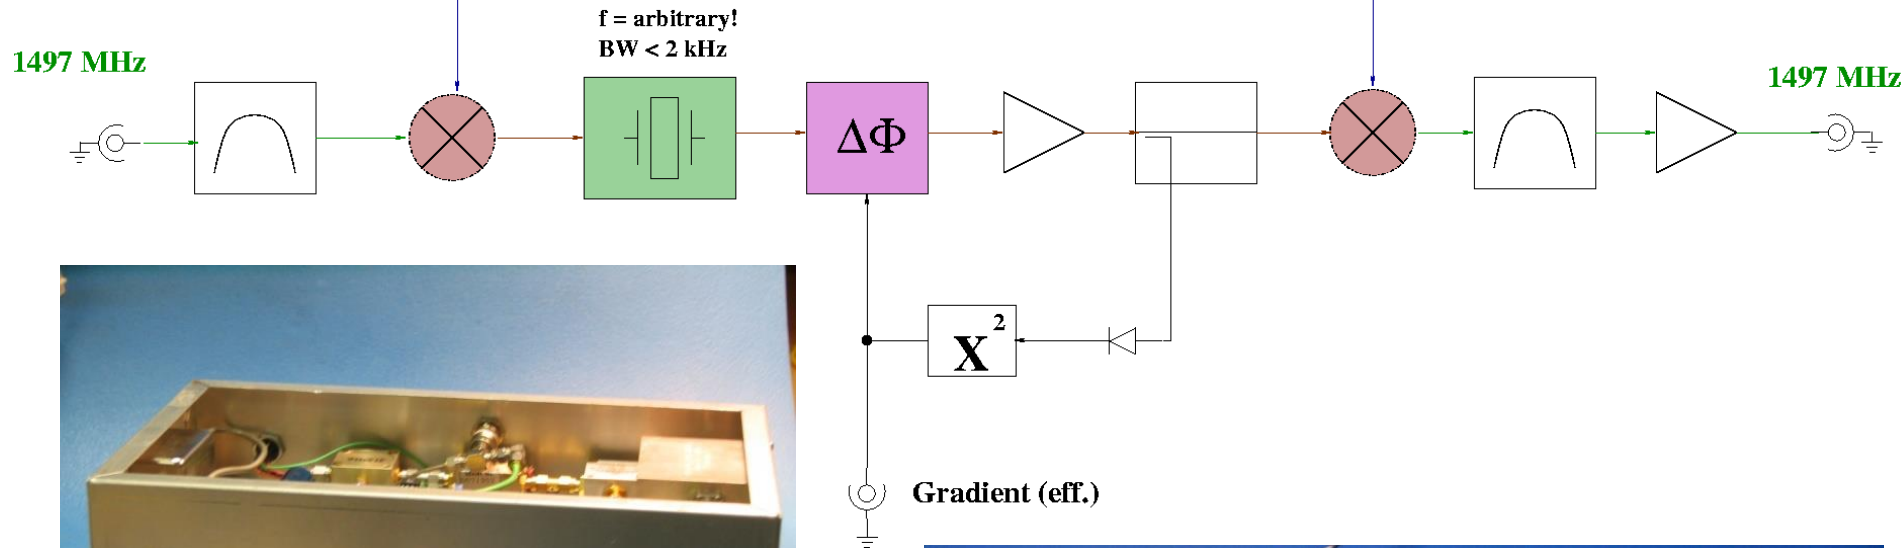 f = arbitrary!
BW < 2 kHz
1497 MHz
1497 MHz
ΔΦ
X²
Gradient (eff.)